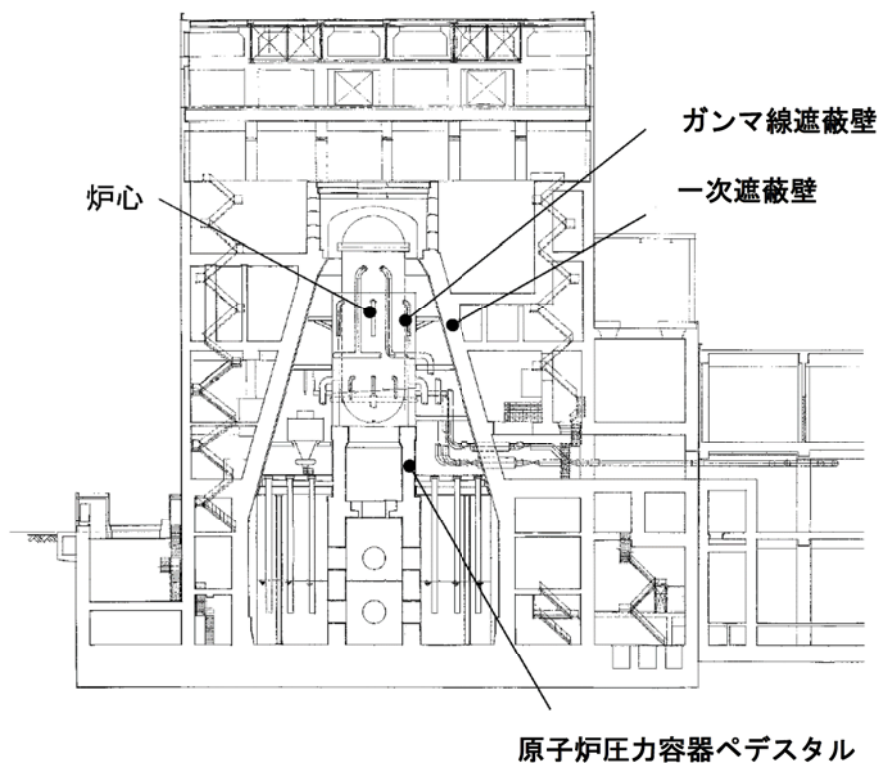 ガンマ線遮蔽壁
一次遮蔽壁
炉心
原子炉圧力容器ペデスタル